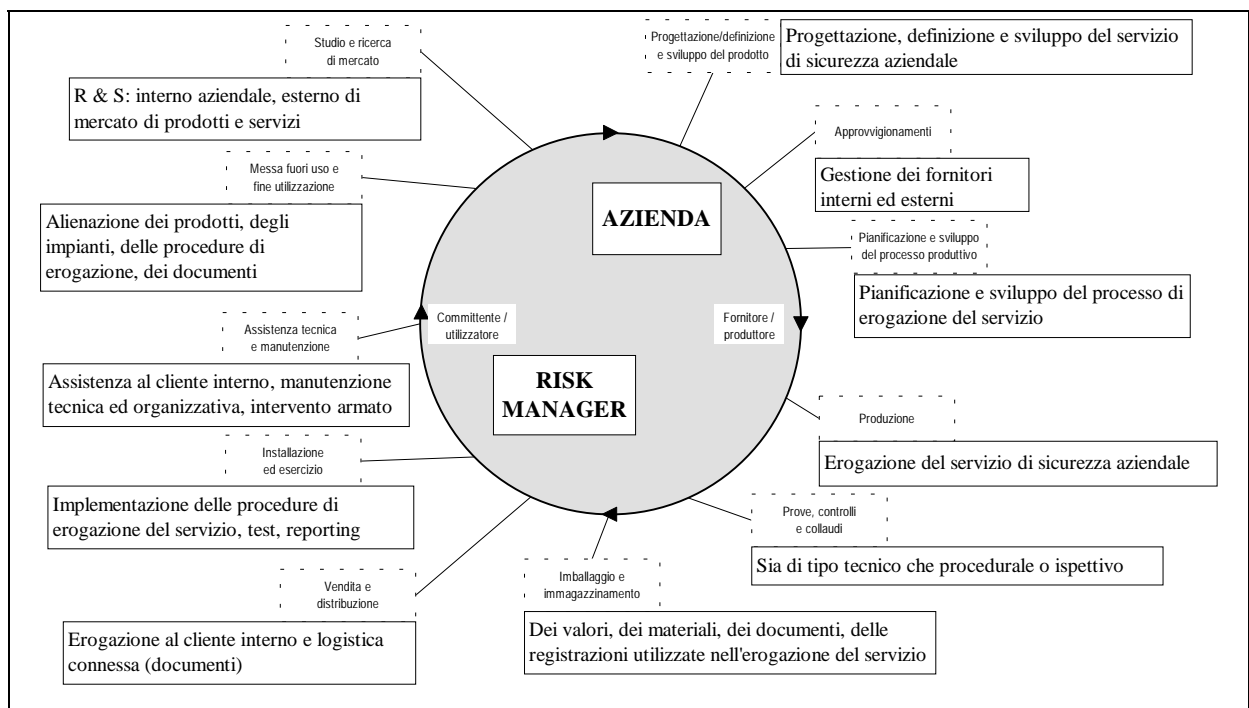 Studio e ricerca
di mercato
R & S: interno aziendale, esterno di
mercato di prodotti e servizi
Progettazione/definizione
e sviluppo del prodotto
Progettazione, definizione e sviluppo del servizio
di sicurezza aziendale
Approvvigionamenti
Gestione dei fornitori
interni ed esterni
Pianificazione e sviluppo
del processo produttivo
Pianificazione e sviluppo del processo di
erogazione del servizio
Produzione
Erogazione del servizio di sicurezza aziendale
Prove, controlli
e collaudi
Sia di tipo tecnico che procedurale o ispettivo
Imballaggio e
immagazzinamento
Dei valori, dei materiali, dei documenti, delle
registrazioni utilizzate nell'erogazione del servizio
Vendita e
distribuzione
Erogazione al cliente interno e logistica
connessa (documenti)
Installazione
ed esercizio
Implementazione delle procedure di
erogazione del servizio, test, reporting
Assistenza tecnica
e manutenzione
Assistenza al cliente interno, manutenzione
tecnica ed organizzativa, intervento armato
Messa fuori uso e
fine utilizzazione
Alienazione dei prodotti, degli
impianti, delle procedure di
erogazione, dei documenti
AZIENDA
Committente /
utilizzatore
Fornitore /
produttore
RISK
MANAGER